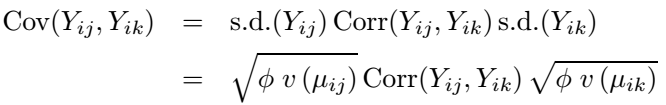 Cov(Y_{ij}, Y_{ik}) = s.d.(Y_{ij}) Corr(Y_{ij}, Y_{ik}) s.d.(Y_{ik})
= \sqrt{\phi v (\mu_{ij})} Corr(Y_{ij}, Y_{ik}) \sqrt{\phi v (\mu_{ik})}